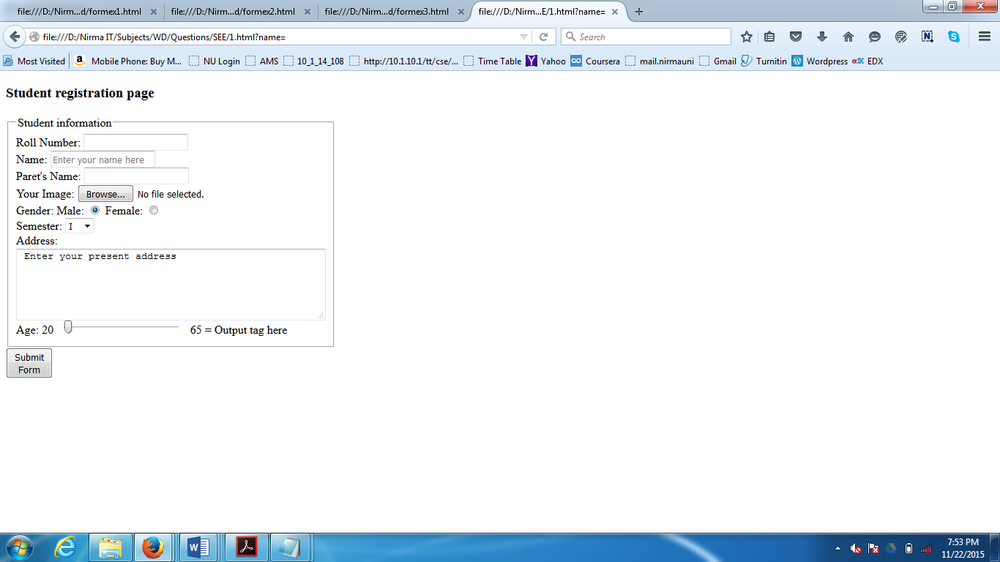 file:///D:/Nirm...d/formex1.html file:///D:/Nirm...d/formex2.html file:///D:/Nirm...d/formex3.html file:///D:/Nirm...E/1.html?name=
file:///D:/Nirma IT/Subjects/WD/Questions/SEE/1.html?name= Search
Most Visited Mobile Phone: Buy M... NU Login AMS 10_1_14_108 http://10.1.10.1/tt/cse/... Time Table Yahoo Coursera mail.nirmauni Gmail Turnitin Wordpress edX EDX
Student registration page
Student information
Roll Number:
Name: Enter your name here
Paret's Name:
Your Image: Browse... No file selected.
Gender: Male: Female:
Semester: I
Address:
Enter your present address
Age: 20 65 = Output tag here
Submit
Form
7:53 PM
11/22/2015